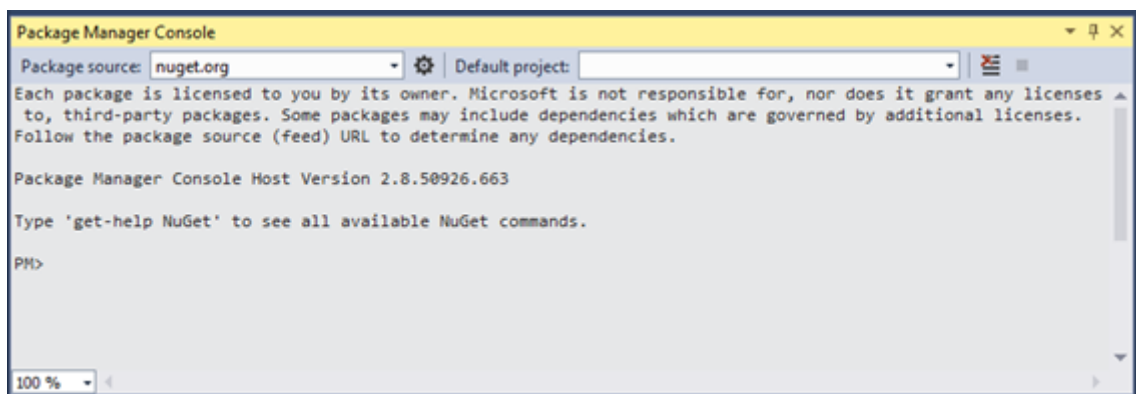 Package Manager Console
Package source: nuget.org Default project:
Each package is licensed to you by its owner. Microsoft is not responsible for, nor does it grant any licenses
to, third-party packages. Some packages may include dependencies which are governed by additional licenses.
Follow the package source (feed) URL to determine any dependencies.
Package Manager Console Host Version 2.8.50926.663
Type 'get-help NuGet' to see all available NuGet commands.
PM>
100 %